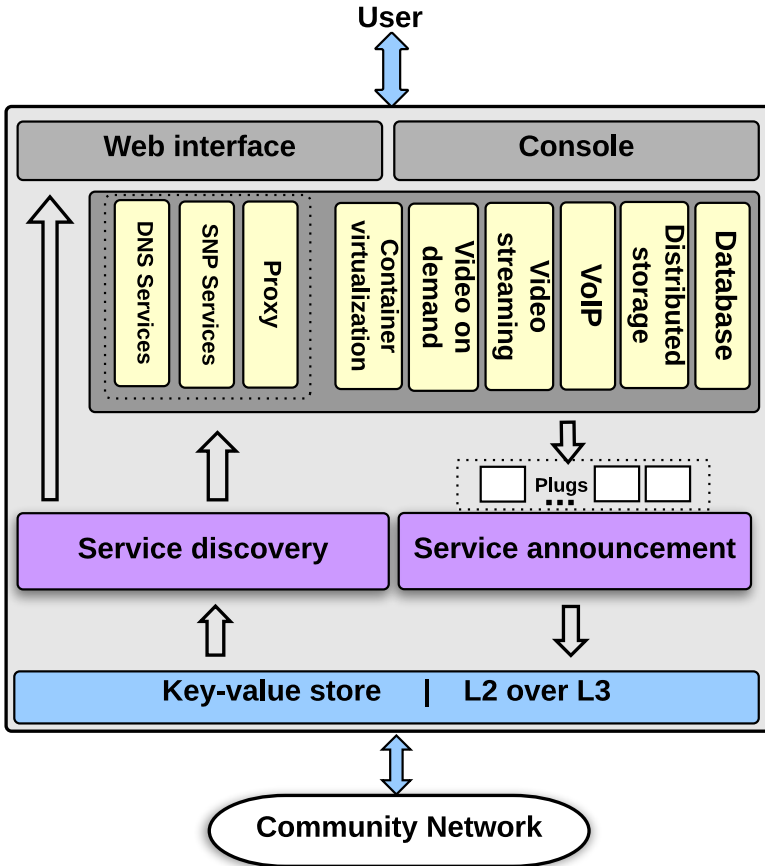 User
Web interface
Console
DNS Services
SNP Services
Proxy
Container
virtualization
Video on
demand
Video
streaming
VoIP
Distributed
storage
Database
Plugs
...
Service discovery
Service announcement
Key-value store | L2 over L3
Community Network